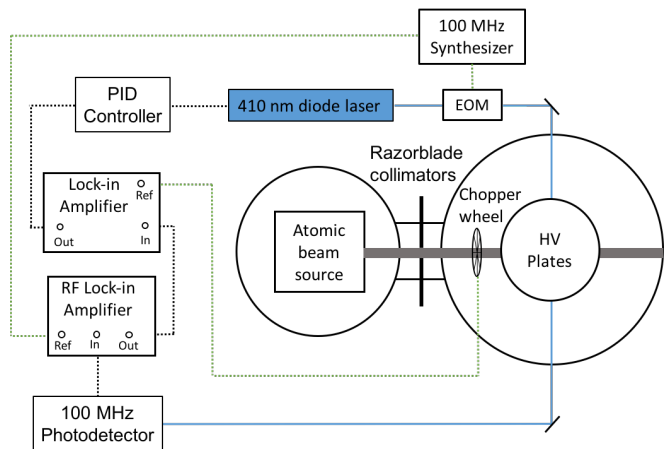 100 MHz
Synthesizer
PID
Controller
410 nm diode laser
EOM
Razorblade
collimators
Chopper
wheel
Lock-in
Amplifier
Ref
Out
In
Atomic
beam
source
HV
Plates
RF Lock-in
Amplifier
Ref
In
Out
100 MHz
Photodetector